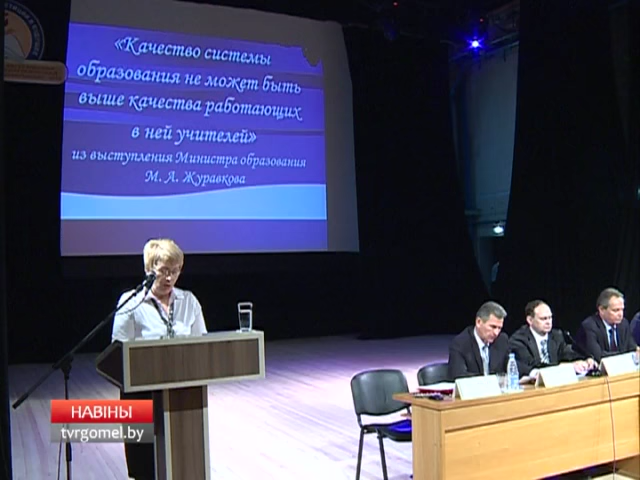 «Качество системы
образования не может быть
выше качества работающих
в ней учителей»
из выступления Министра образования
М. А. Журавкова
НАВІНЫ
tvrgomel.by